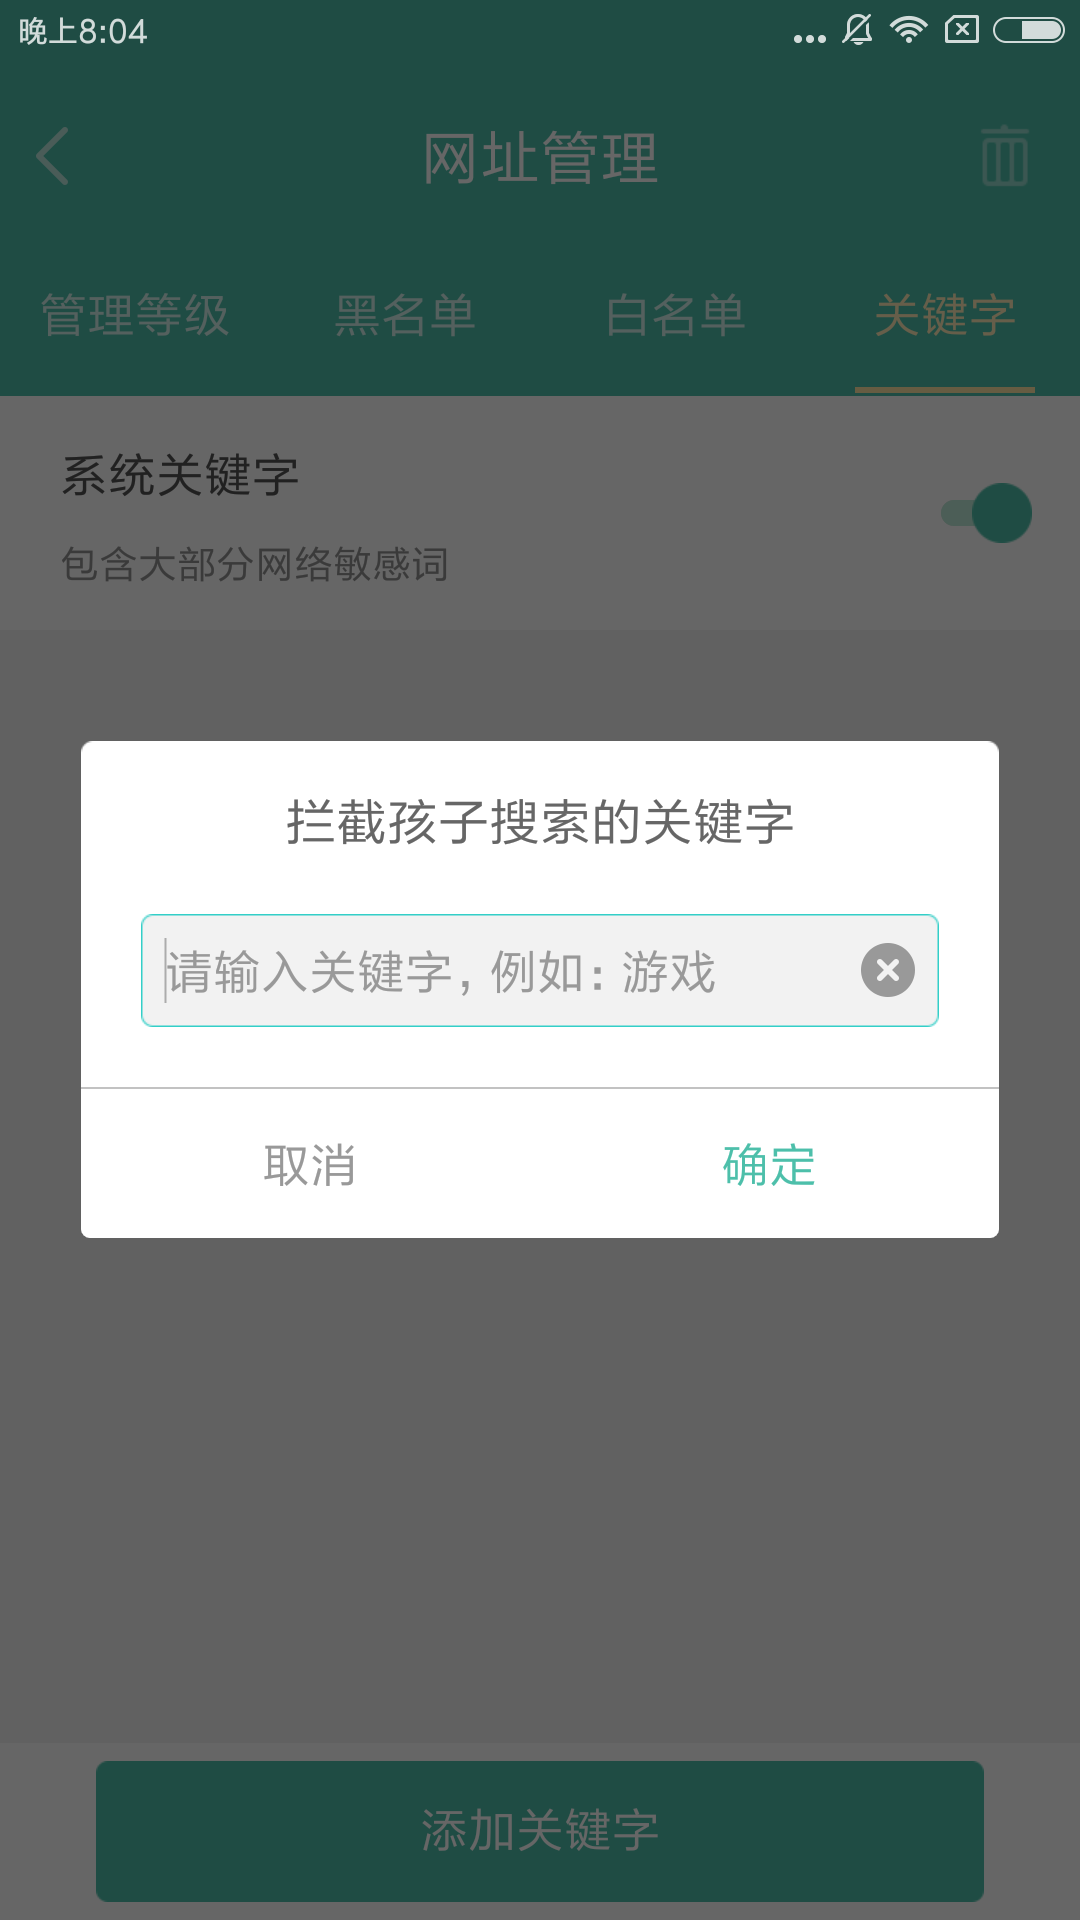 晚上8:04
网址管理
管理等级 黑名单 白名单 关键字
系统关键字
包含大部分网络敏感词
拦截孩子搜索的关键字
请输入关键字，例如：游戏
取消 确定
添加关键字